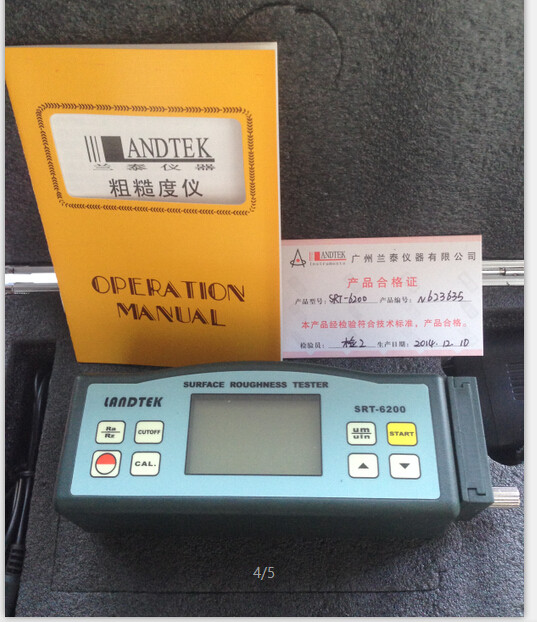 LANDTEK
兰泰仪器
粗糙度仪
OPERATION
MANUAL
LANDTEK 广州兰泰仪器有限公司
产品合格证
产品型号: SRT-6200 产品编号: N623635
本产品经检验符合技术标准，产品合格。
检验员: 检2 生产日期: 2014.12.10
SURFACE ROUGHNESS TESTER
LANDTEK
SRT-6200
Ra
Rz
CUTOFF
um
uin
START
CAL.
4/5